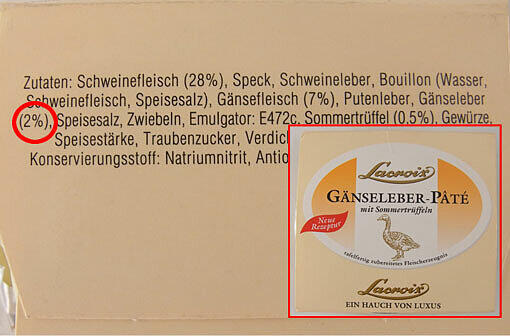 Zutaten: Schweinefleisch (28%), Speck, Schweineleber, Bouillon (Wasser,
Schweinefleisch, Speisesalz), Gänsefleisch (7%), Putenleber, Gänseleber
(2%), Speisesalz, Zwiebeln, Emulgator: E472c, Sommertrüffel (0,5%), Gewürze,
Speisestärke, Traubenzucker,
Konservierungsstoff: Natriumnitrit,
Lacroix
GÄNSELEBER-PÂTÉ
mit Sommertrüffeln
Neue
Rezeptur
tafelfertig zubereitetes Fleischerzeugnis
Lacroix
EIN HAUCH VON LUXUS